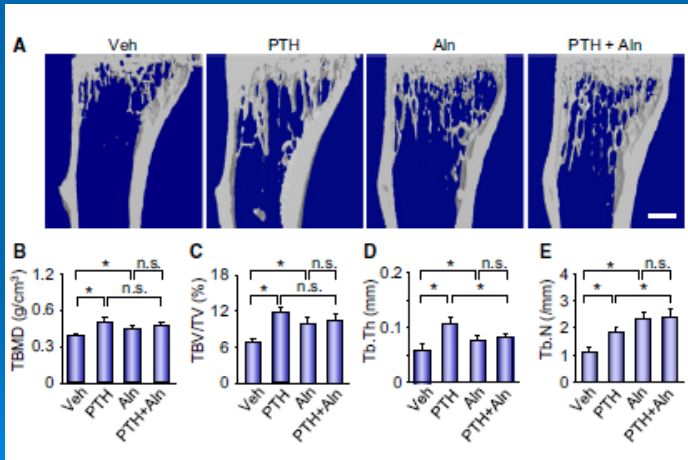 A Veh PTH Aln PTH + Aln
B
TBMD (g/cm³)
1.2
0.6
0.3
0
* n.s.
* n.s.
Veh PTH Aln PTH+Aln
C
TBV/TV (%)
18
12
6
0
* n.s.
* n.s.
Veh PTH Aln PTH+Aln
D
Tb.Th (mm)
0.2
0.1
0
* n.s.
* *
Veh PTH Aln PTH+Aln
E
Tb.N (/mm)
4
3
2
1
0
* n.s.
* *
Veh PTH Aln PTH+Aln